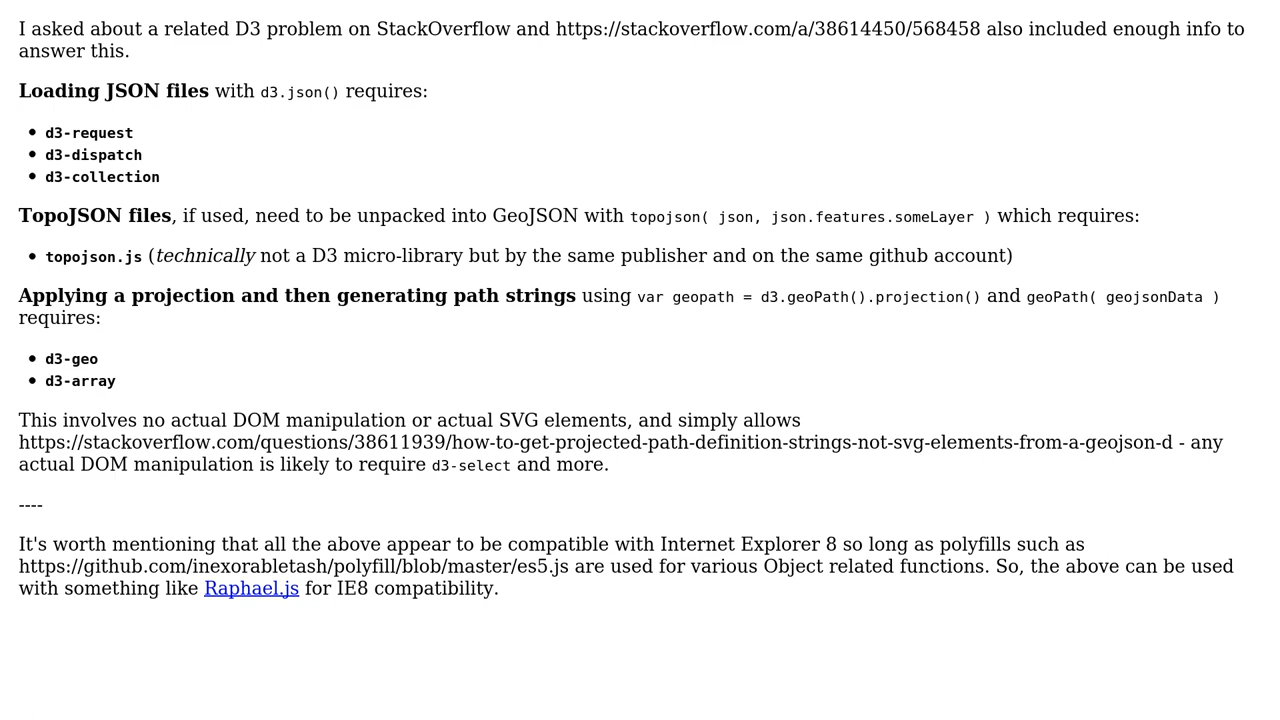 I asked about a related D3 problem on StackOverflow and https://stackoverflow.com/a/38614450/568458 also included enough info to
answer this.
Loading JSON files with d3.json() requires:
• d3-request
• d3-dispatch
• d3-collection
TopoJSON files, if used, need to be unpacked into GeoJSON with topojson( json, json.features.someLayer ) which requires:
• topojson.js (technically not a D3 micro-library but by the same publisher and on the same github account)
Applying a projection and then generating path strings using var geopath = d3.geoPath().projection() and geoPath( geojsonData )
requires:
• d3-geo
• d3-array
This involves no actual DOM manipulation or actual SVG elements, and simply allows
https://stackoverflow.com/questions/38611939/how-to-get-projected-path-definition-strings-not-svg-elements-from-a-geojson-d - any
actual DOM manipulation is likely to require d3-select and more.
----
It's worth mentioning that all the above appear to be compatible with Internet Explorer 8 so long as polyfills such as
https://github.com/inexorabletash/polyfill/blob/master/es5.js are used for various Object related functions. So, the above can be used
with something like Raphael.js for IE8 compatibility.